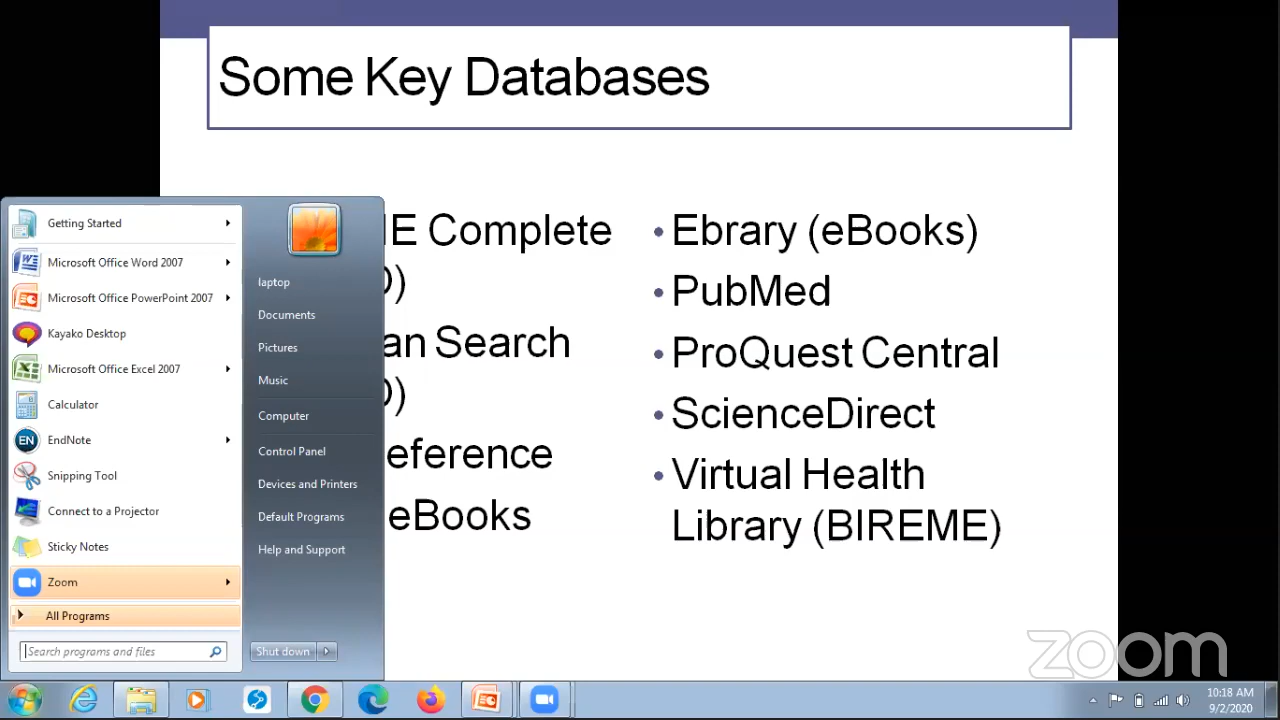 Some Key Databases
IE Complete
)
an Search
)
eference
eBooks
• Ebrary (eBooks)
• PubMed
• ProQuest Central
• ScienceDirect
• Virtual Health
Library (BIREME)
Getting Started
Microsoft Office Word 2007
Microsoft Office PowerPoint 2007
Kayako Desktop
Microsoft Office Excel 2007
Calculator
EN EndNote
Snipping Tool
Connect to a Projector
Sticky Notes
Zoom
All Programs
Search programs and files
laptop
Documents
Pictures
Music
Computer
Control Panel
Devices and Printers
Default Programs
Help and Support
Shut down
zoom
10:18 AM
9/2/2020